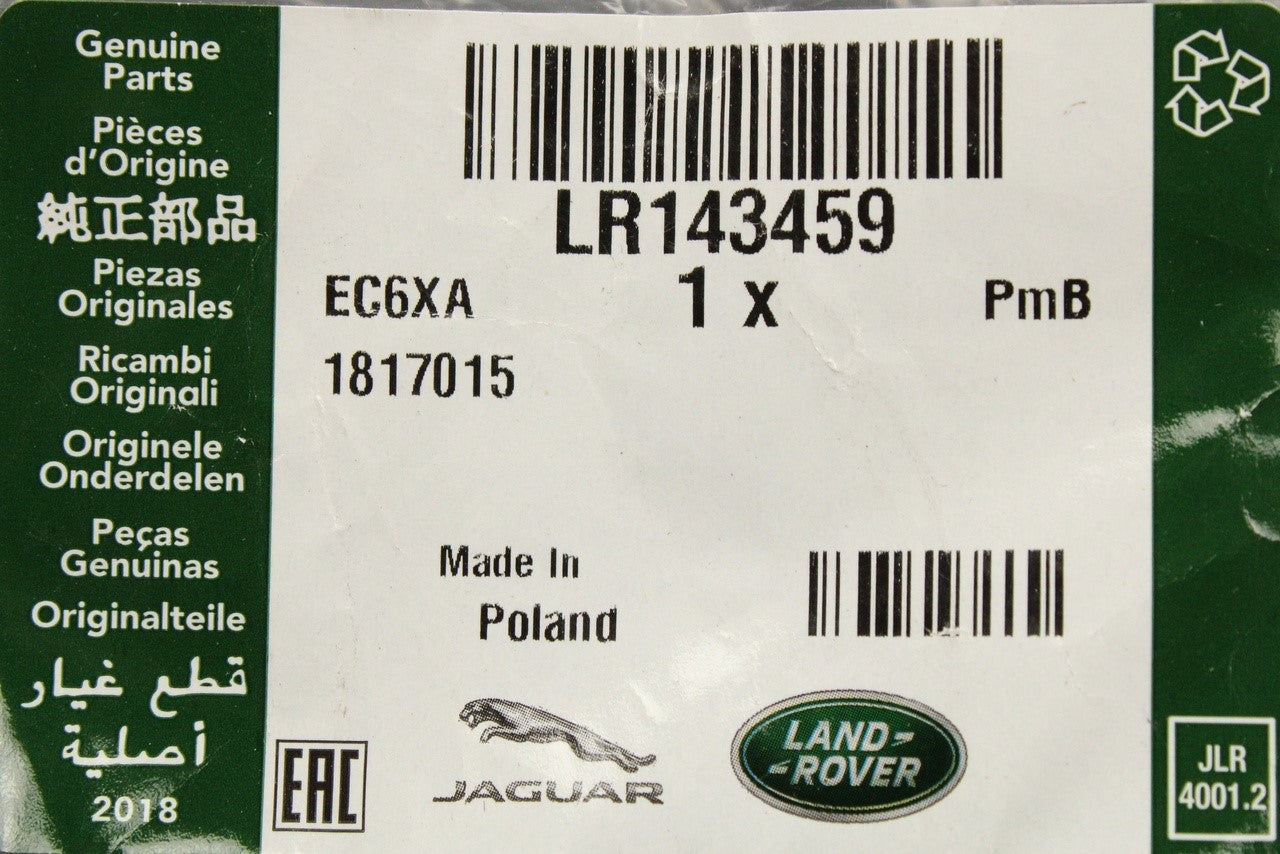 Genuine
Parts
Pièces
d'Origine
純正部品
Piezas
Originales
Ricambi
Originali
Originele
Onderdelen
Peças
Genuínas
Originalteile
قطع غيار
أصلية
2018
LR143459
EC6XA
1 x
PmB
1817015
Made In
Poland
EAC
JAGUAR
LAND-
-ROVER
JLR
4001.2